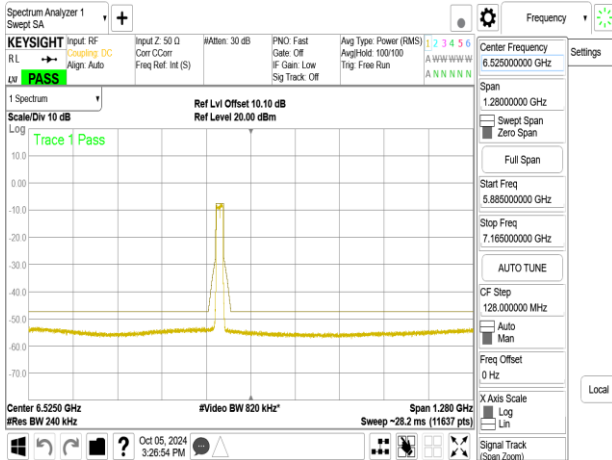 Spectrum Analyzer 1
Swept SA
+
Frequency
KEYSIGHT
RL
LXI
PASS
Input: RF
Coupling: DC
Align: Auto
Input Z: 50 Ω
Corr CCorr
Freq Ref: Int (S)
#Atten: 30 dB
PNO: Fast
Gate: Off
IF Gain: Low
Sig Track: Off
Avg Type: Power (RMS)
Avg|Hold: 100/100
Trig: Free Run
1 2 3 4 5 6
A W W W W W
A N N N N N
1 Spectrum
Scale/Div 10 dB
Ref Lvl Offset 10.10 dB
Ref Level 20.00 dBm
Log
Trace 1 Pass
10.0
0.00
-10.0
-20.0
-30.0
-40.0
-50.0
-60.0
-70.0
Center 6.5250 GHz
#Res BW 240 kHz
#Video BW 820 kHz*
Span 1.280 GHz
Sweep ~28.2 ms (11637 pts)
?
Oct 05, 2024
3:26:54 PM
Center Frequency
6.525000000 GHz
Span
1.28000000 GHz
Swept Span
Zero Span
Full Span
Start Freq
5.885000000 GHz
Stop Freq
7.165000000 GHz
AUTO TUNE
CF Step
128.000000 MHz
Auto
Man
Freq Offset
0 Hz
X Axis Scale
Log
Lin
Signal Track
(Span Zoom)
Settings
Local